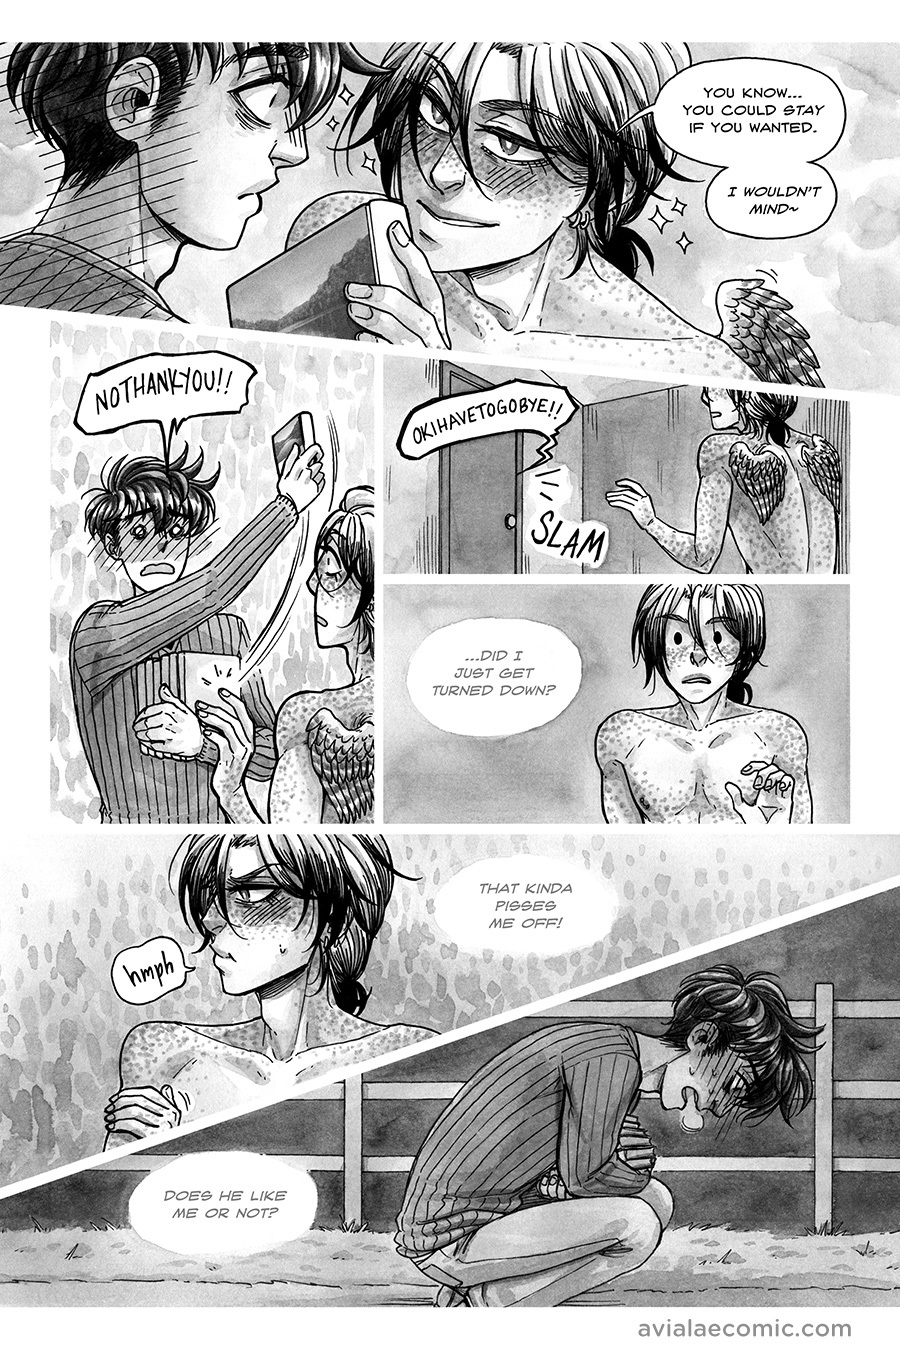 YOU KNOW...
YOU COULD STAY
IF YOU WANTED.
I WOULDN'T
MIND~
NOTHANKYOU!!
OKIHAVETOGOBYE!!
SLAM
...DID I
JUST GET
TURNED DOWN?
THAT KINDA
PISSES
ME OFF!
hmph
DOES HE LIKE
ME OR NOT?
avialaecomic.com